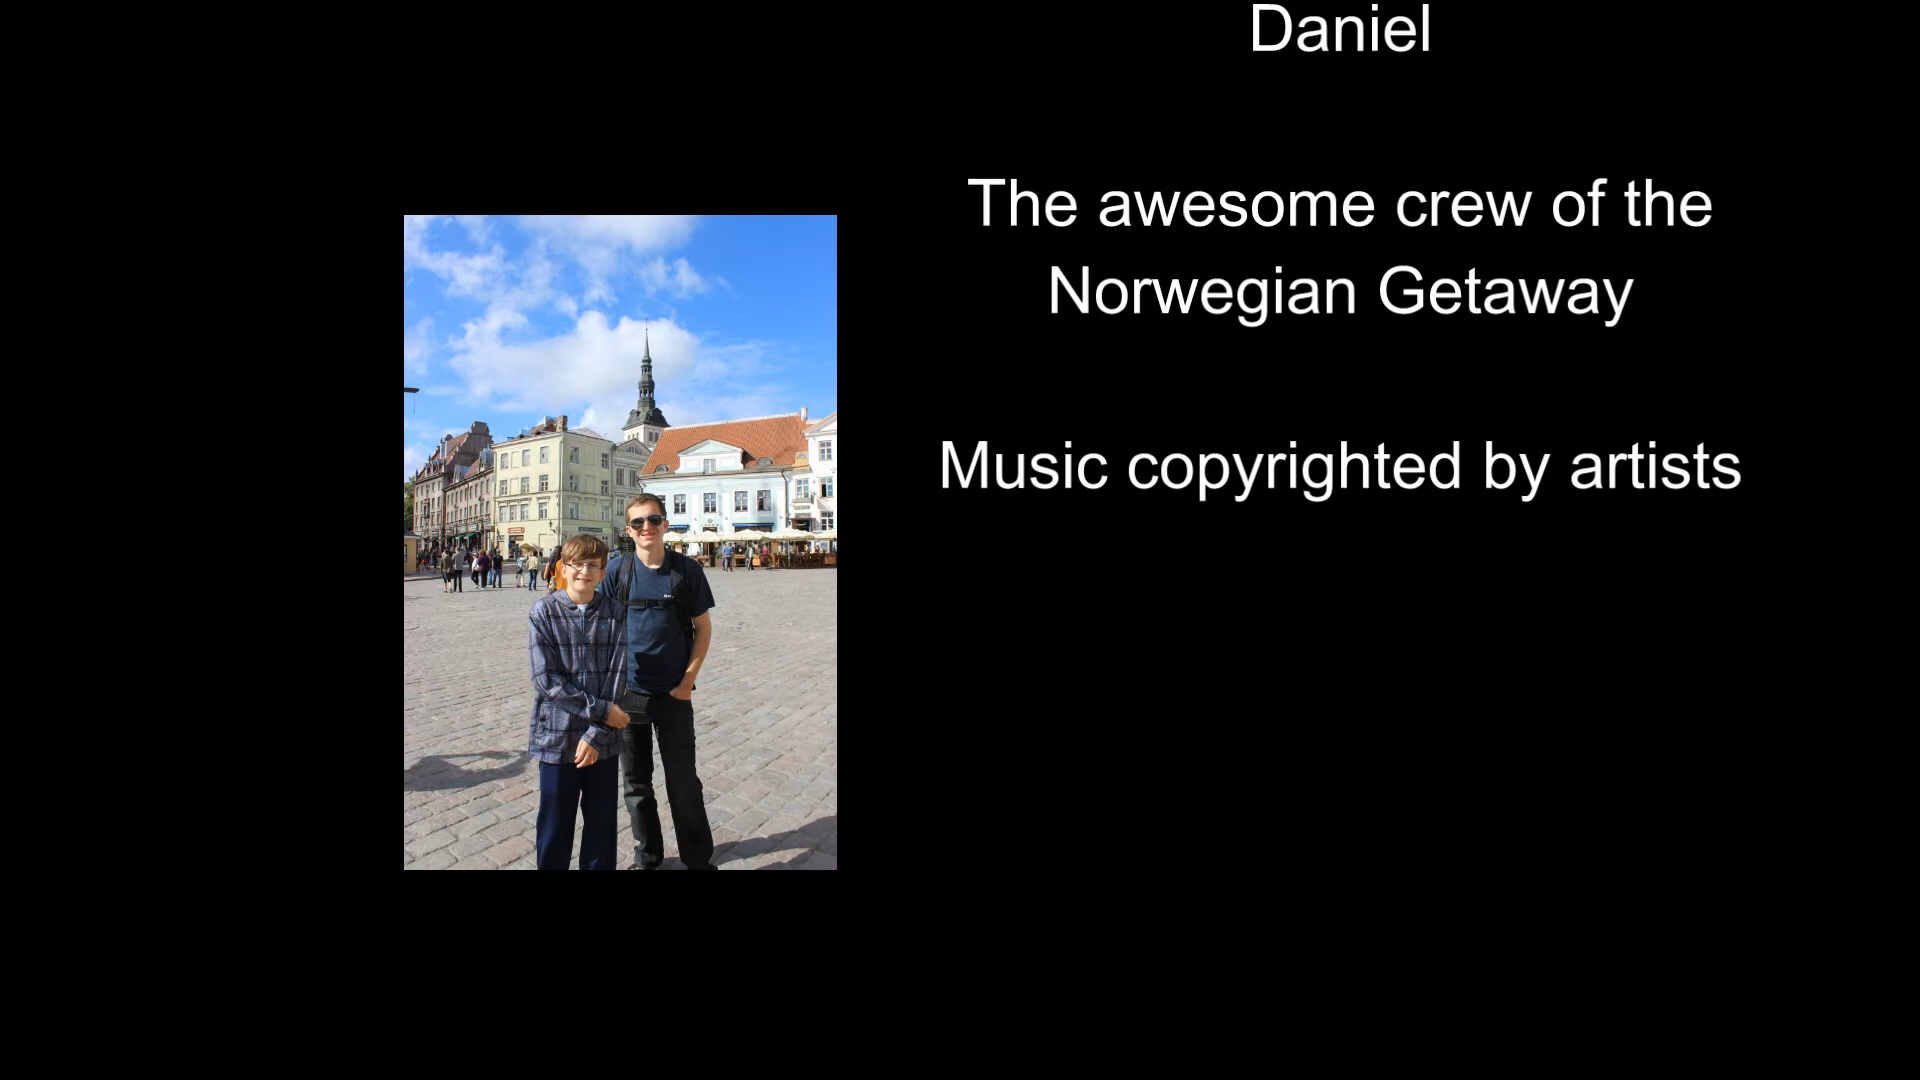 Daniel
The awesome crew of the
Norwegian Getaway
Music copyrighted by artists